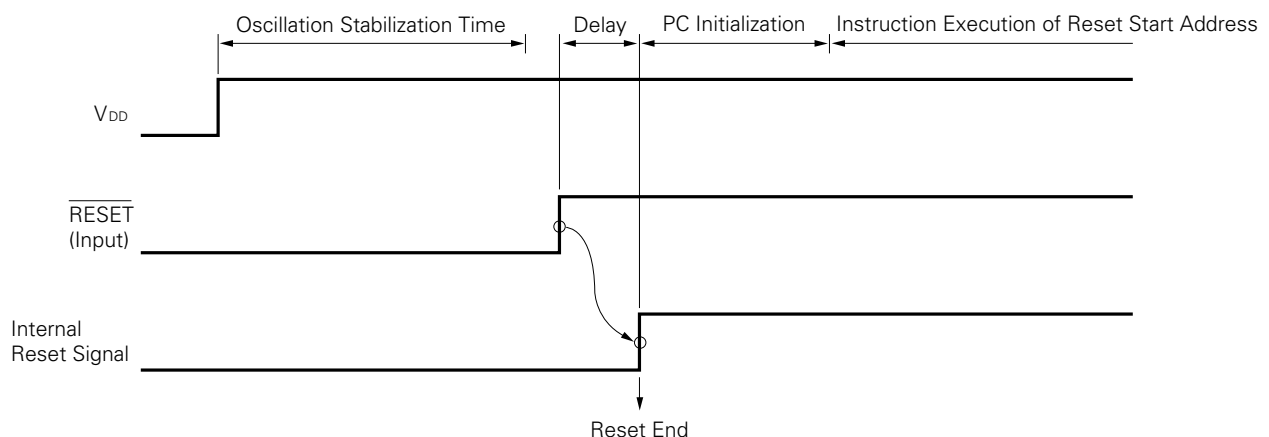 Oscillation Stabilization Time
Delay
PC Initialization
Instruction Execution of Reset Start Address
VDD
RESET
(Input)
Internal
Reset Signal
Reset End